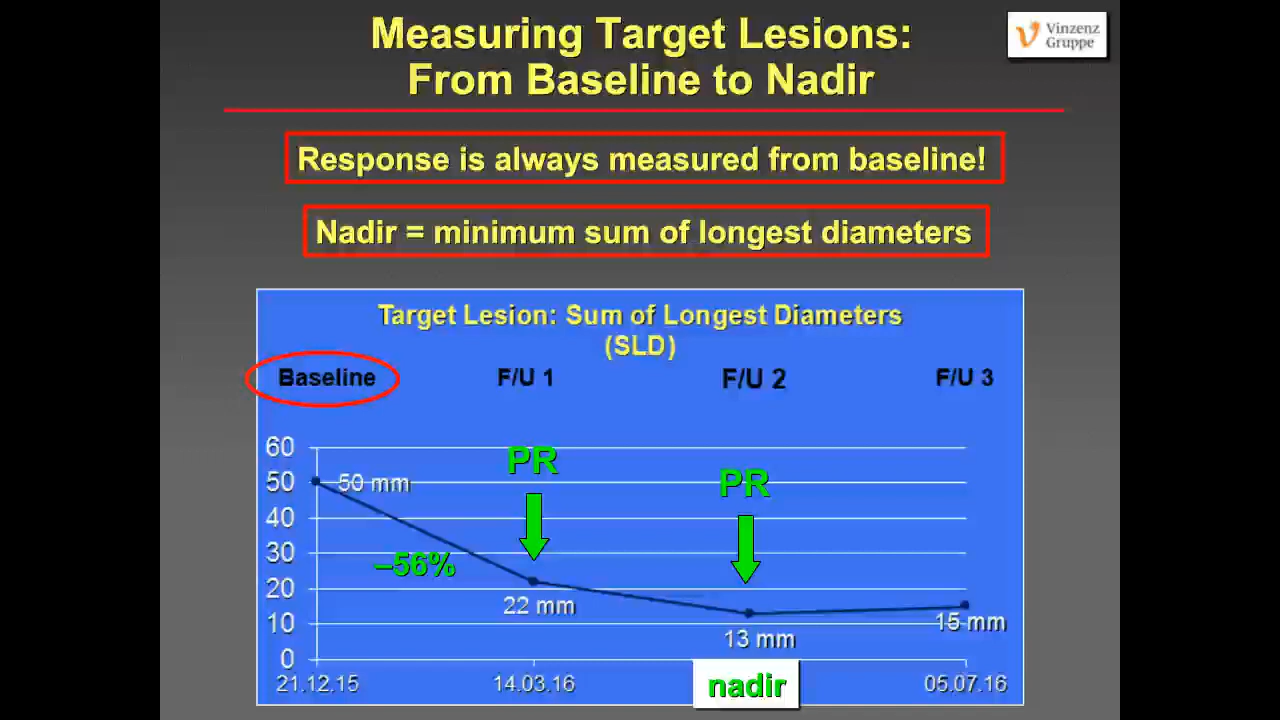 Measuring Target Lesions:
From Baseline to Nadir
Vinzenz
Gruppe
Response is always measured from baseline!
Nadir = minimum sum of longest diameters
Target Lesion: Sum of Longest Diameters
(SLD)
Baseline F/U 1 F/U 2 F/U 3
60
PR
50 50 mm PR
40
30
–56%
20
22 mm
10 15 mm
13 mm
0
21.12.15 14.03.16 nadir 05.07.16